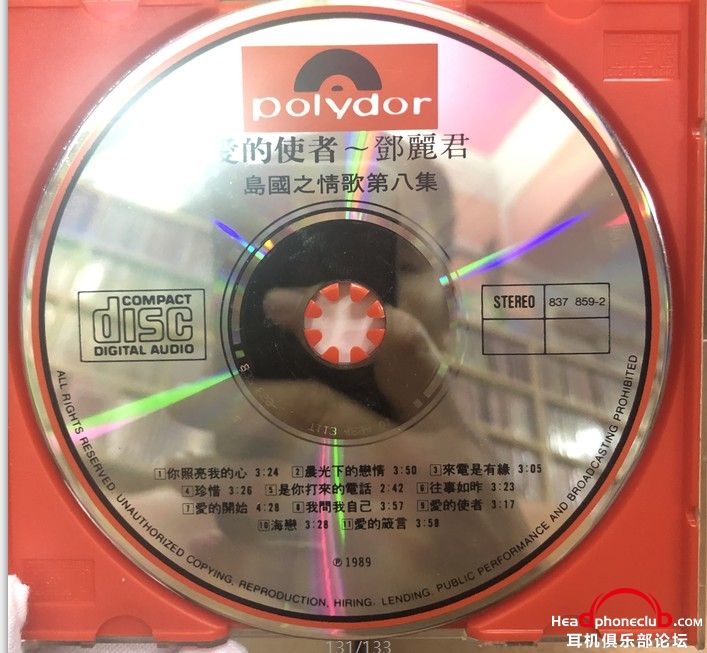 polydor
愛的使者～鄧麗君
島國之情歌第八集
COMPACT
disc
DIGITAL AUDIO
STEREO 837 859-2
1 你照亮我的心 3:24 2 晨光下的戀情 3:50 3 來電是有緣 3:05
4 珍惜 3:26 5 是你打來的電話 2:42 6 往事如昨 3:23
7 愛的開始 4:28 8 我問我自己 3:57 9 愛的使者 3:17
10 海戀 3:28 11 愛的箴言 3:58
Ⓟ 1989
ALL RIGHTS RESERVED. UNAUTHORIZED COPYING, REPRODUCTION, HIRING, LENDING, PUBLIC PERFORMANCE AND BROADCASTING PROHIBITED
Headphoneclub.com
耳机俱乐部论坛
131/133